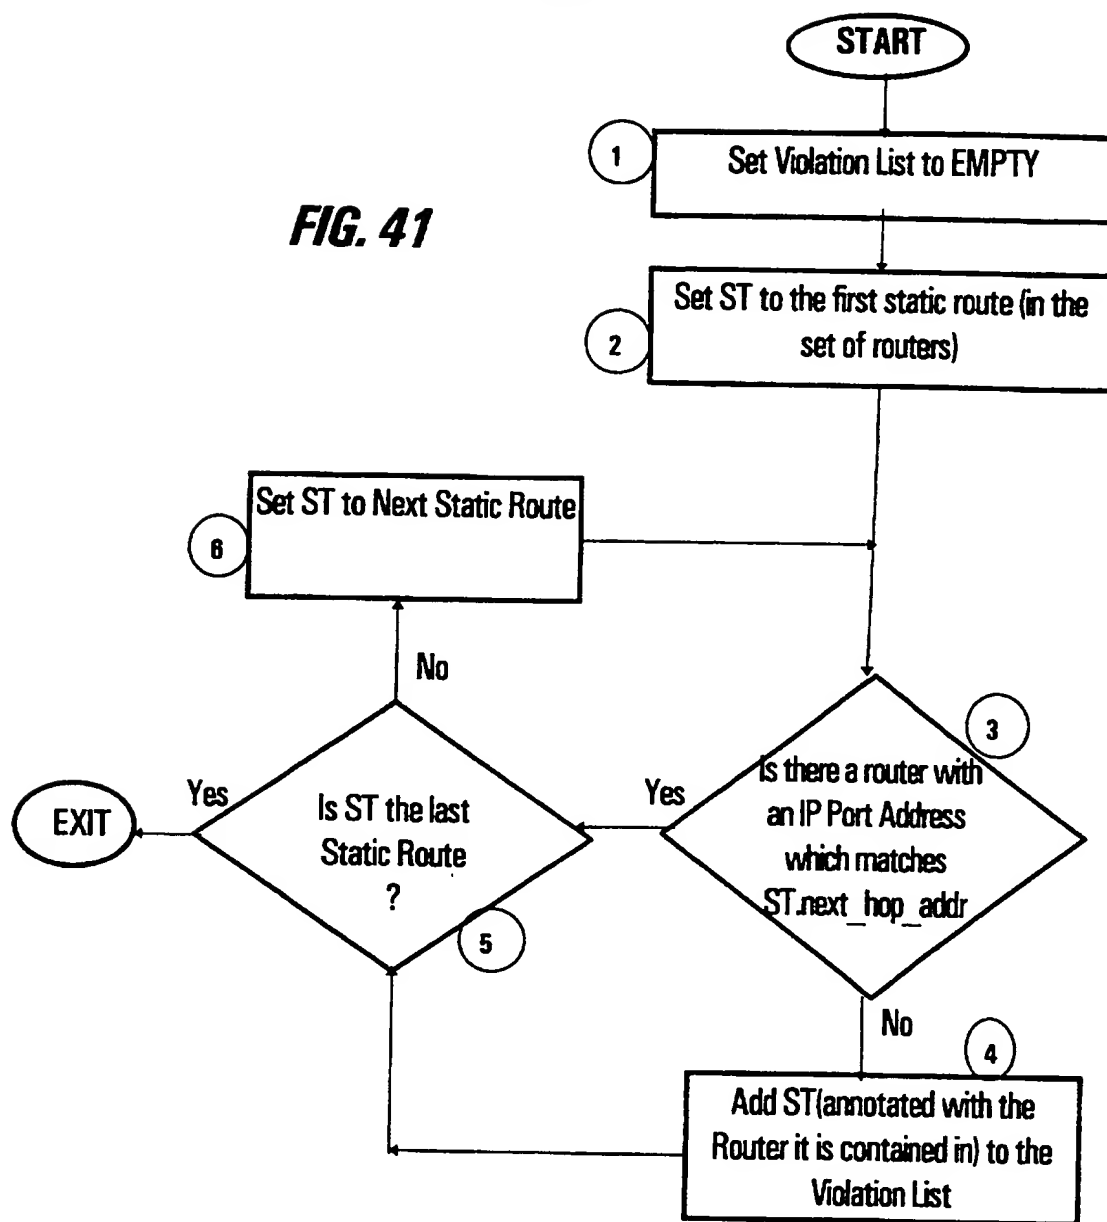 START
1
Set Violation List to EMPTY
FIG. 41
2
Set ST to the first static route (in the
set of routers)
6
Set ST to Next Static Route
No
3
Is there a router with
an IP Port Address
which matches
ST.next_hop_addr
Yes
Is ST the last
Static Route
?
Yes
EXIT
5
No
4
Add ST(annotated with the
Router it is contained in) to the
Violation List